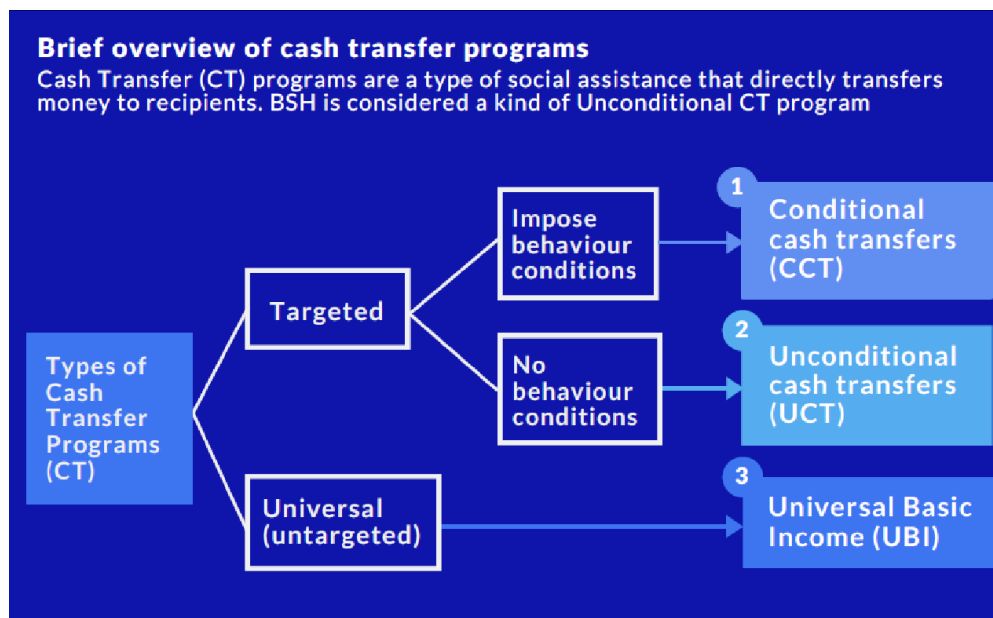 Brief overview of cash transfer programs
Cash Transfer (CT) programs are a type of social assistance that directly transfers
money to recipients. BSH is considered a kind of Unconditional CT program
Types of
Cash
Transfer
Programs
(CT)
Targeted
Universal
(untargeted)
Impose
behaviour
conditions
No
behaviour
conditions
1
Conditional
cash transfers
(CCT)
2
Unconditional
cash transfers
(UCT)
3
Universal Basic
Income (UBI)